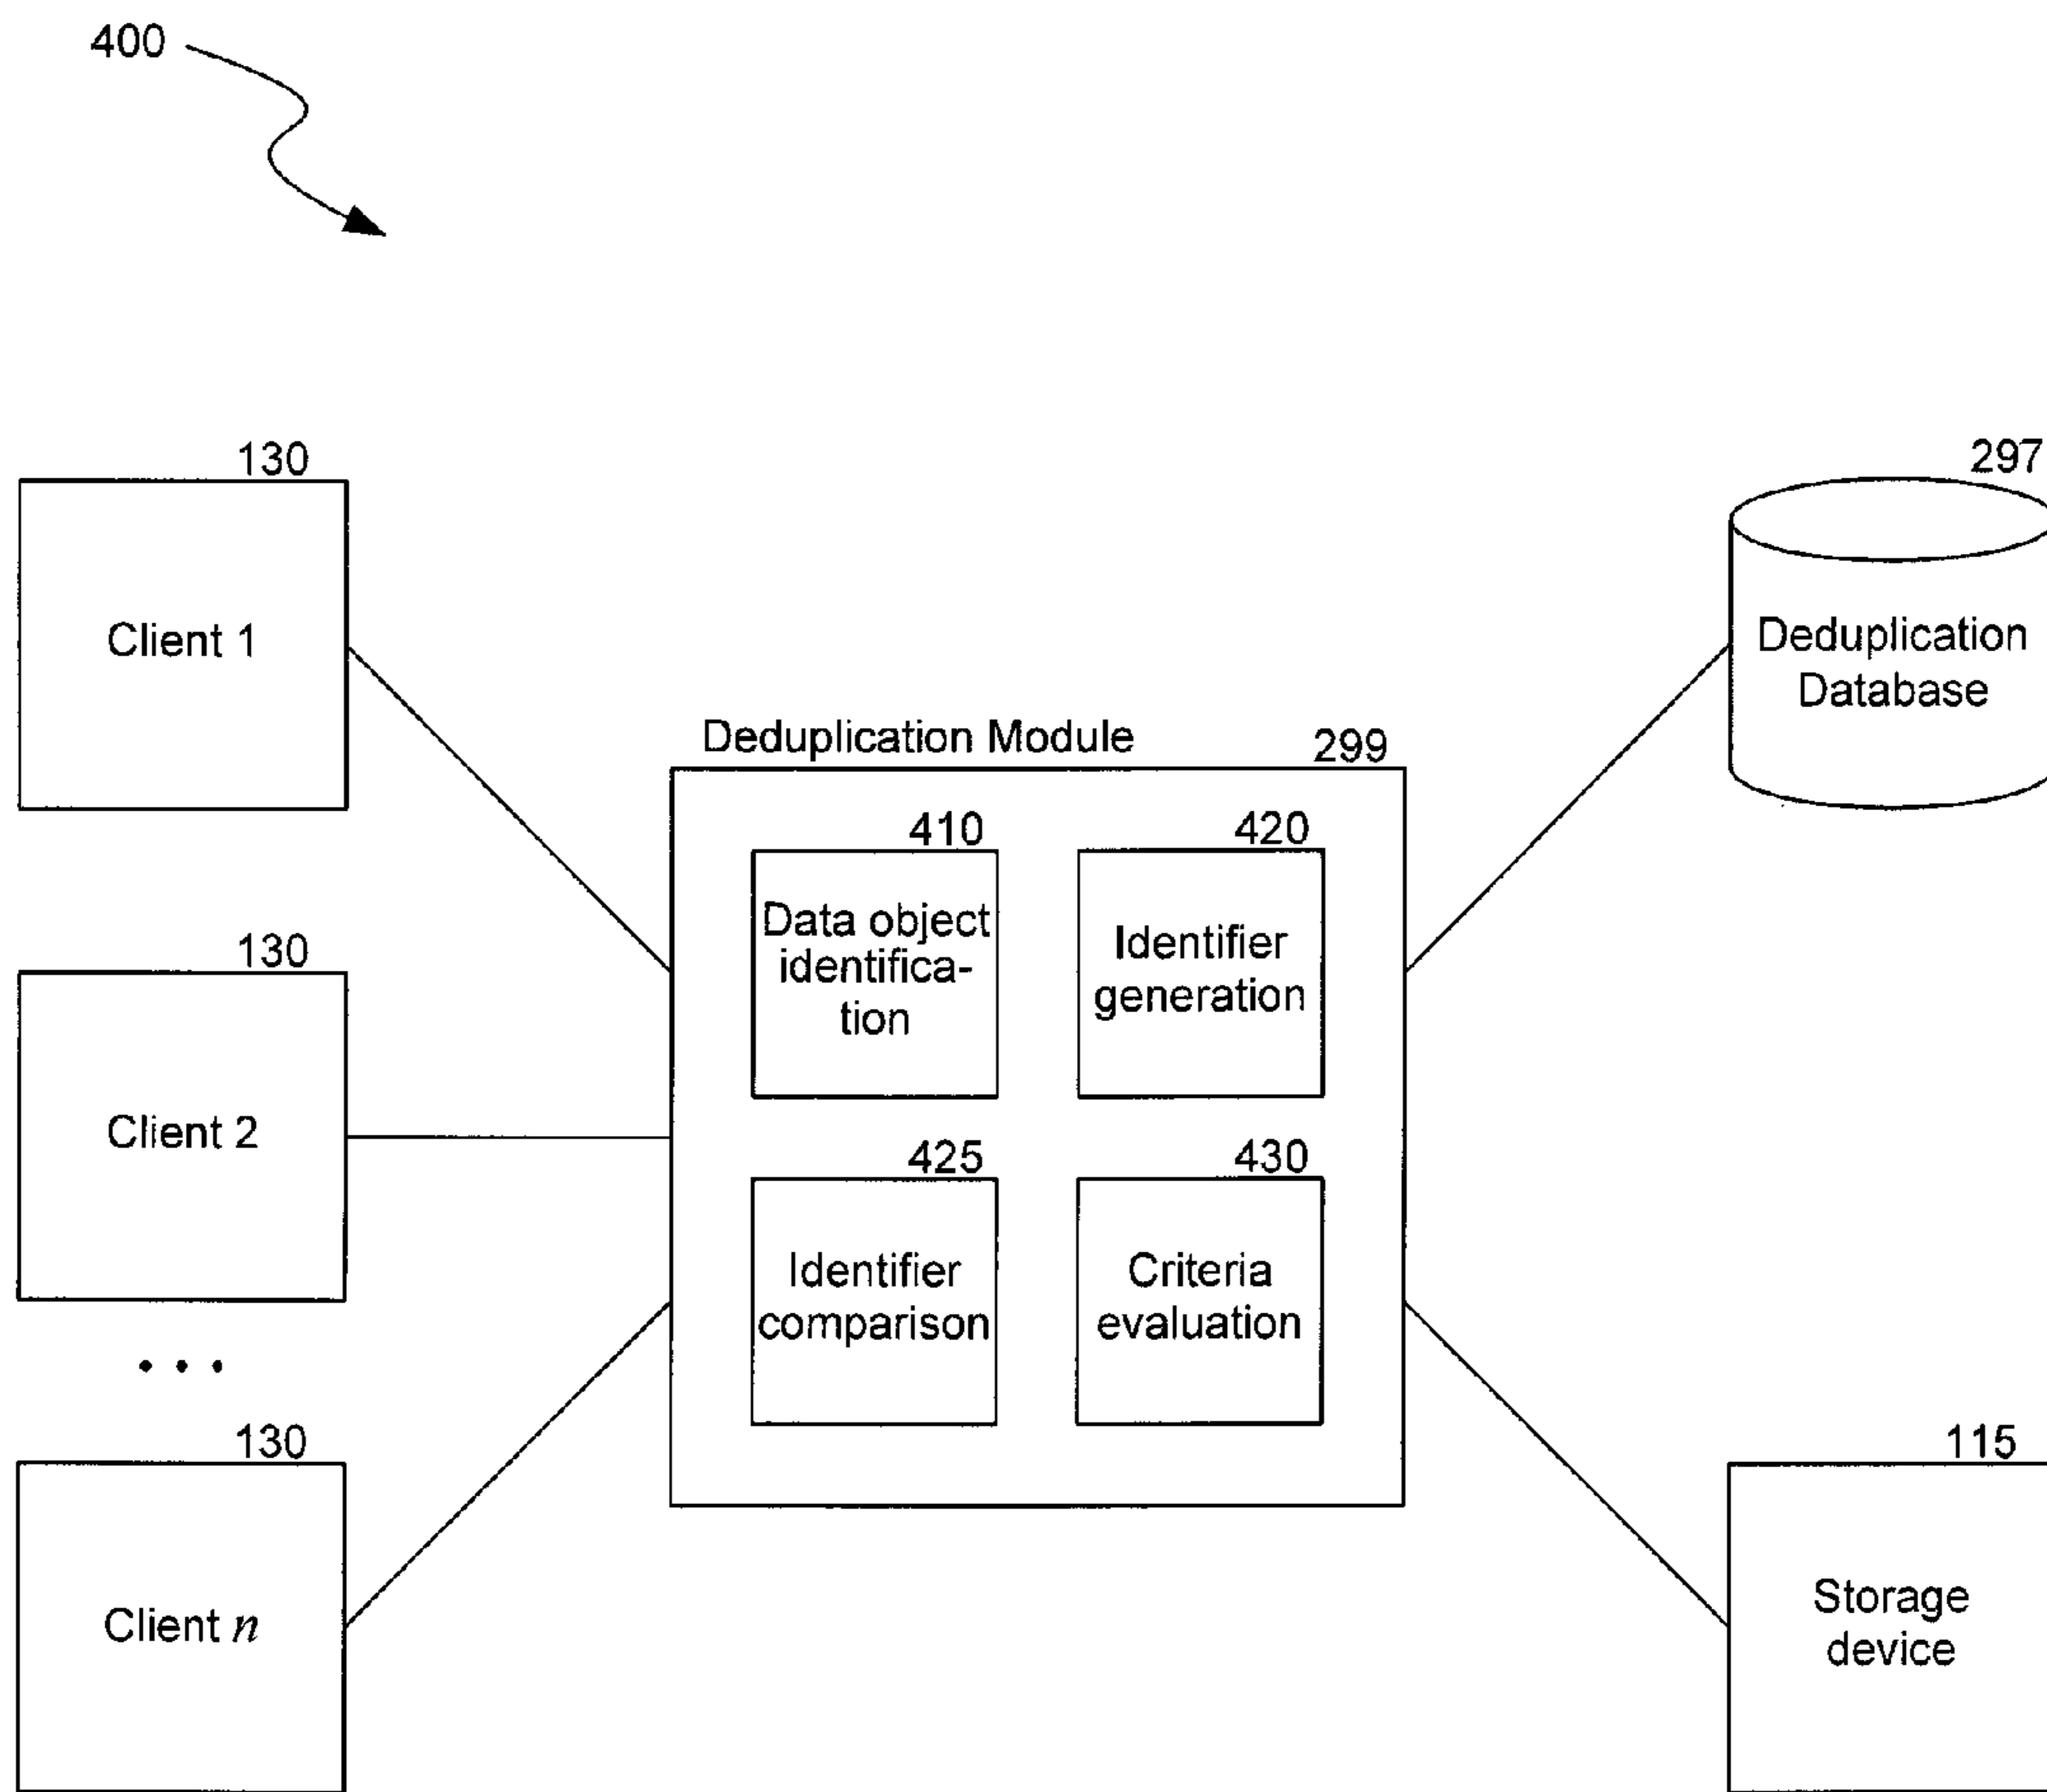 400
130
Client 1
297
Deduplication
Database
Deduplication Module
299
410
Data object
identifica-
tion
420
Identifier
generation
130
Client 2
425
Identifier
comparison
430
Criteria
evaluation
• • •
130
Client n
115
Storage
device